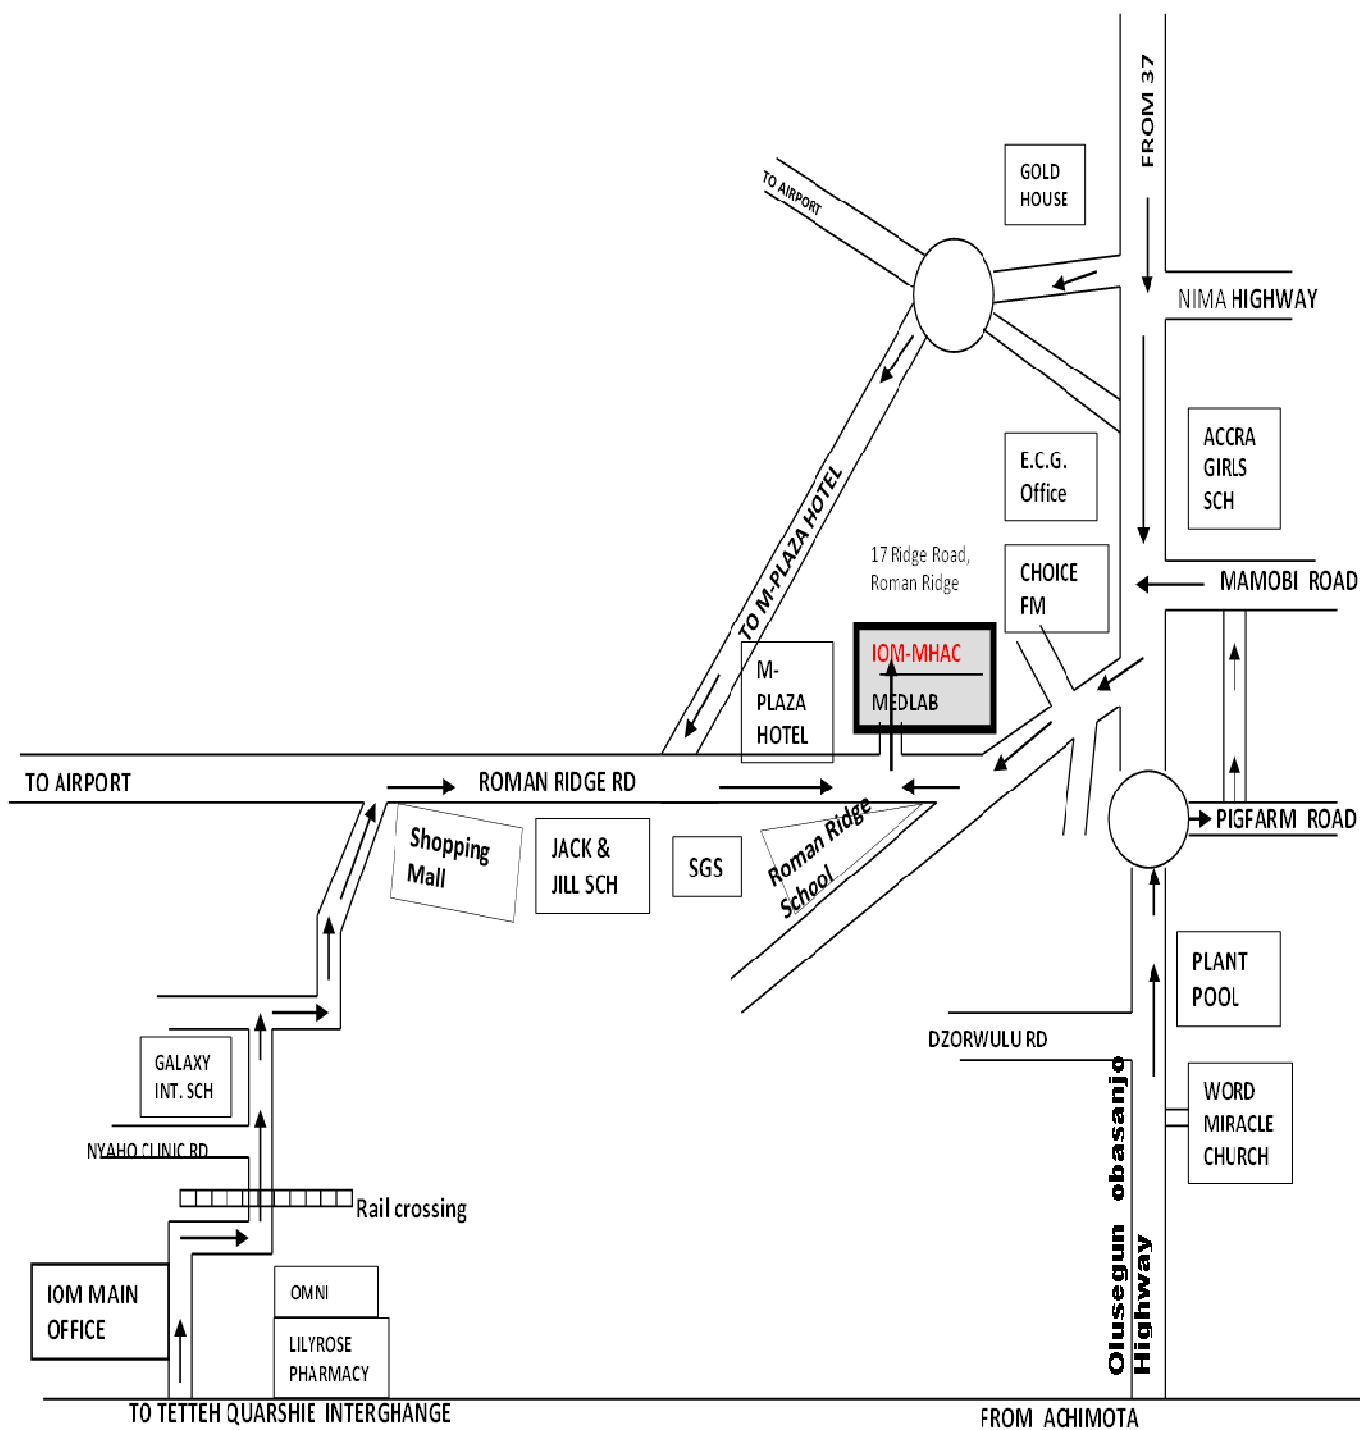 FROM 37
GOLD
HOUSE
TO AIRPORT
NIMA HIGHWAY
ACCRA
GIRLS
SCH
E.C.G.
Office
TO M-PLAZA HOTEL
17 Ridge Road,
Roman Ridge
CHOICE
FM
MAMOBI ROAD
IOM-MHAC
MEDLAB
M-
PLAZA
HOTEL
TO AIRPORT
ROMAN RIDGE RD
PIGFARM ROAD
Shopping
Mall
JACK &
JILL SCH
SGS
Roman Ridge
School
PLANT
POOL
DZORWULU RD
GALAXY
INT. SCH
WORD
MIRACLE
CHURCH
NYAHO CLINIC RD
Rail crossing
Olusegun obasanjo
Highway
IOM MAIN
OFFICE
OMNI
LILYROSE
PHARMACY
TO TETTEH QUARSHIE INTERGHANGE
FROM ACHIMOTA